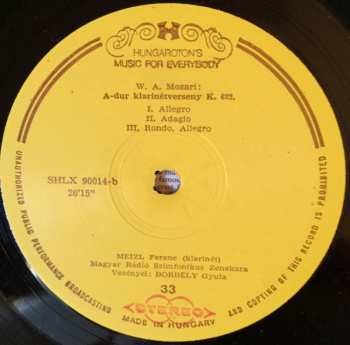 HUNGAROTON'S
MUSIC FOR EVERYBODY
W. A. Mozart:
A-dur klarinétverseny K. 622.
I. Allegro
II. Adagio
III. Rondo, Allegro
SHLX 90014-b
26'15"
MEIZL Ferenc (klarinét)
Magyar Rádió Szimfonikus Zenekara
Vezényel: BORBÉLY Gyula
33
STEREO
MADE IN HUNGARY
UNAUTHORIZED PUBLIC PERFORMANCE BROADCASTING
AND COPYING OF THIS RECORD IS PROHIBITED